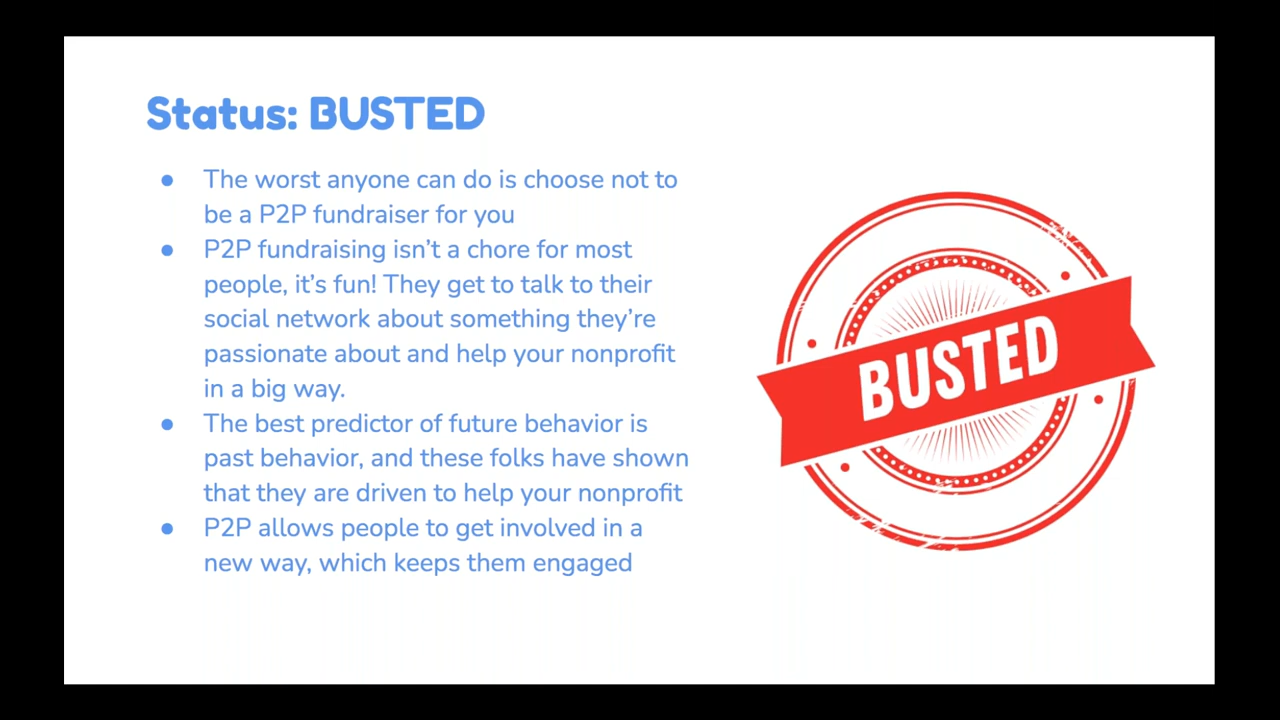 Status: BUSTED
● The worst anyone can do is choose not to
be a P2P fundraiser for you
● P2P fundraising isn’t a chore for most
people, it’s fun! They get to talk to their
social network about something they’re
passionate about and help your nonprofit
in a big way.
● The best predictor of future behavior is
past behavior, and these folks have shown
that they are driven to help your nonprofit
● P2P allows people to get involved in a
new way, which keeps them engaged
BUSTED